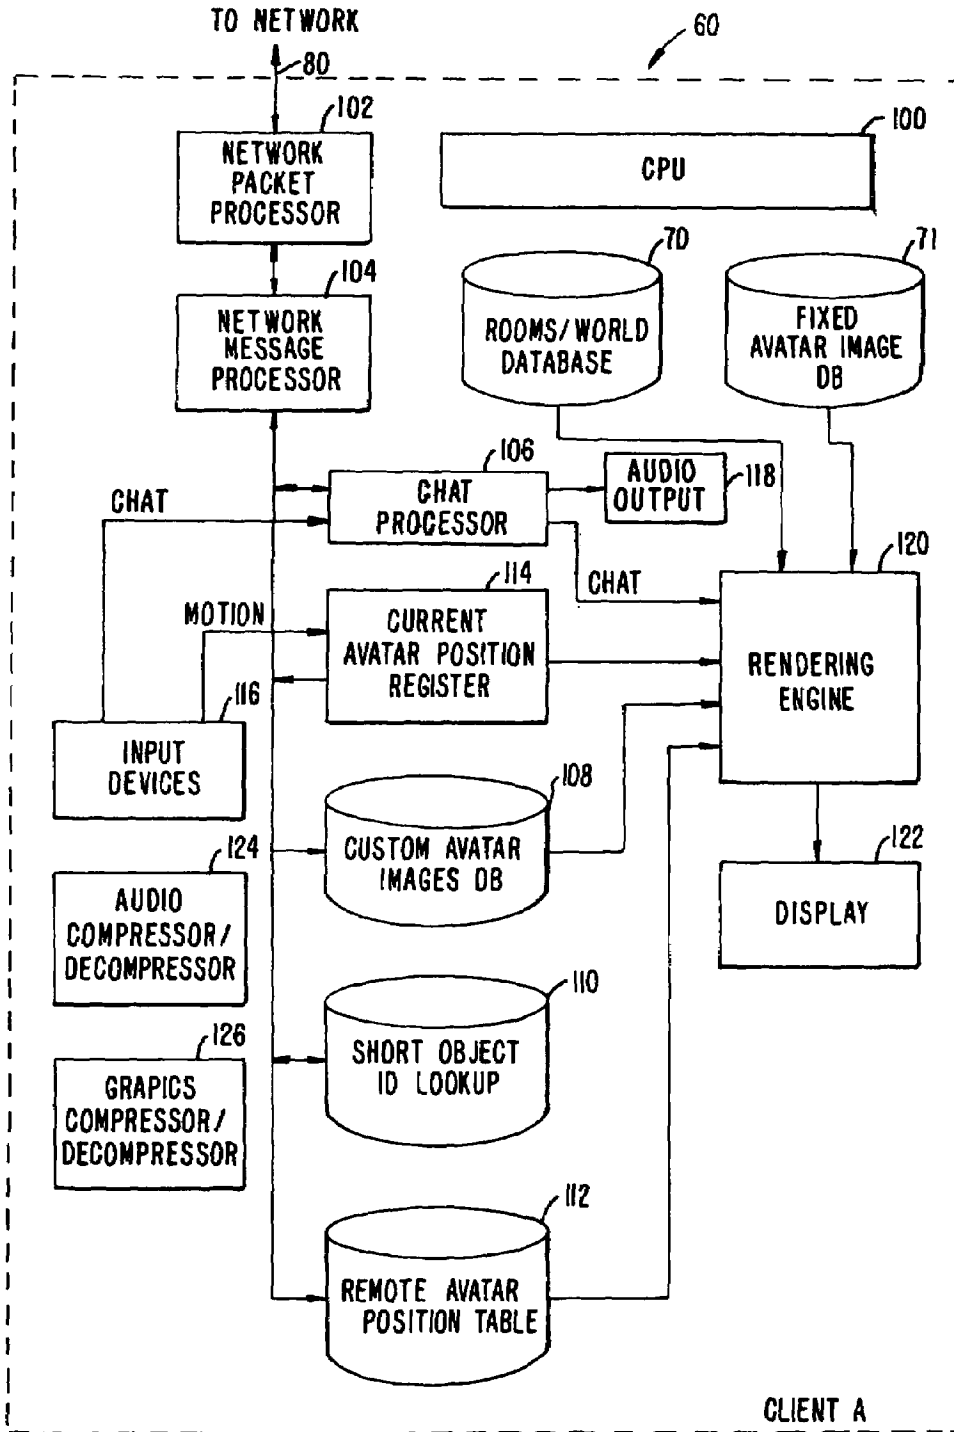 TO NETWORK
60
80
102
NETWORK
PACKET
PROCESSOR
100
CPU
104
NETWORK
MESSAGE
PROCESSOR
70
ROOMS/WORLD
DATABASE
71
FIXED
AVATAR IMAGE
DB
106
CHAT
PROCESSOR
AUDIO
OUTPUT
118
CHAT
CHAT
114
CURRENT
AVATAR POSITION
REGISTER
MOTION
120
RENDERING
ENGINE
116
INPUT
DEVICES
108
CUSTOM AVATAR
IMAGES DB
122
DISPLAY
124
AUDIO
COMPRESSOR/
DECOMPRESSOR
110
SHORT OBJECT
ID LOOKUP
126
GRAPICS
COMPRESSOR/
DECOMPRESSOR
112
REMOTE AVATAR
POSITION TABLE
CLIENT A